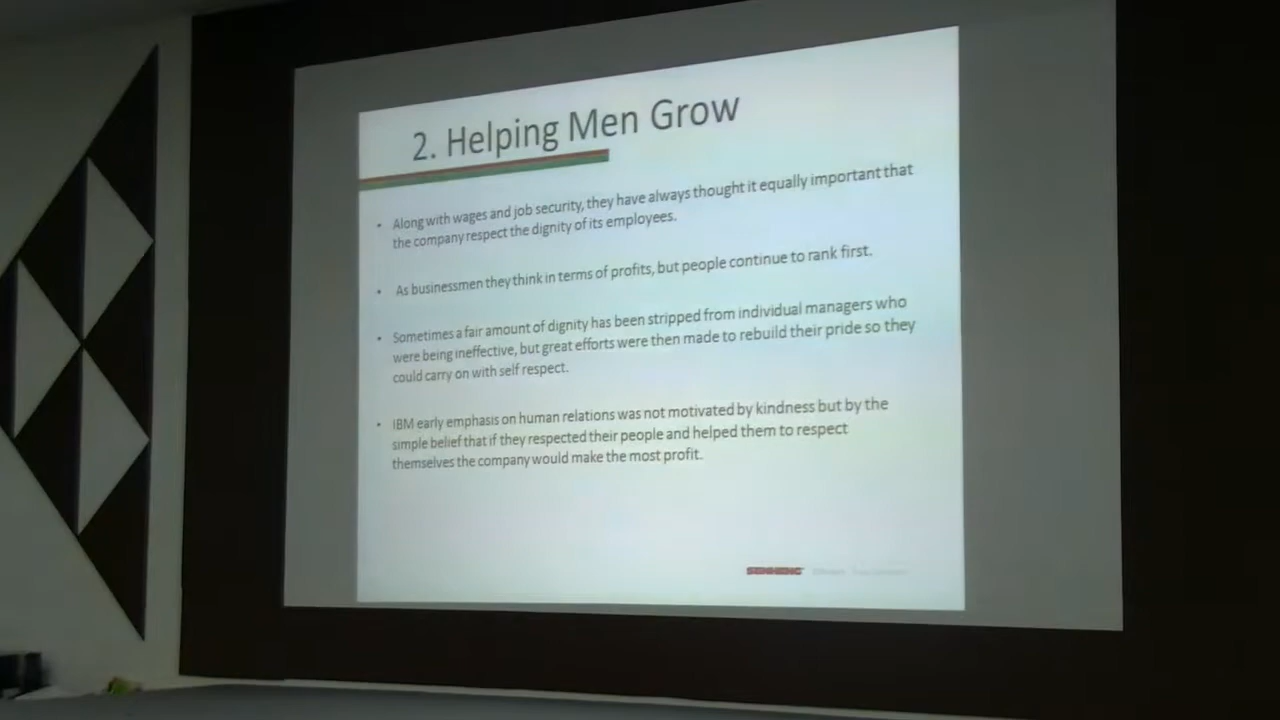 2. Helping Men Grow
• Along with wages and job security, they have always thought it equally important that
the company respect the dignity of its employees.
• As businessmen they think in terms of profits, but people continue to rank first.
• Sometimes a fair amount of dignity has been stripped from individual managers who
were being ineffective, but great efforts were then made to rebuild their pride so they
could carry on with self respect.
• IBM early emphasis on human relations was not motivated by kindness but by the
simple belief that if they respected their people and helped them to respect
themselves the company would make the most profit.
SENHENG